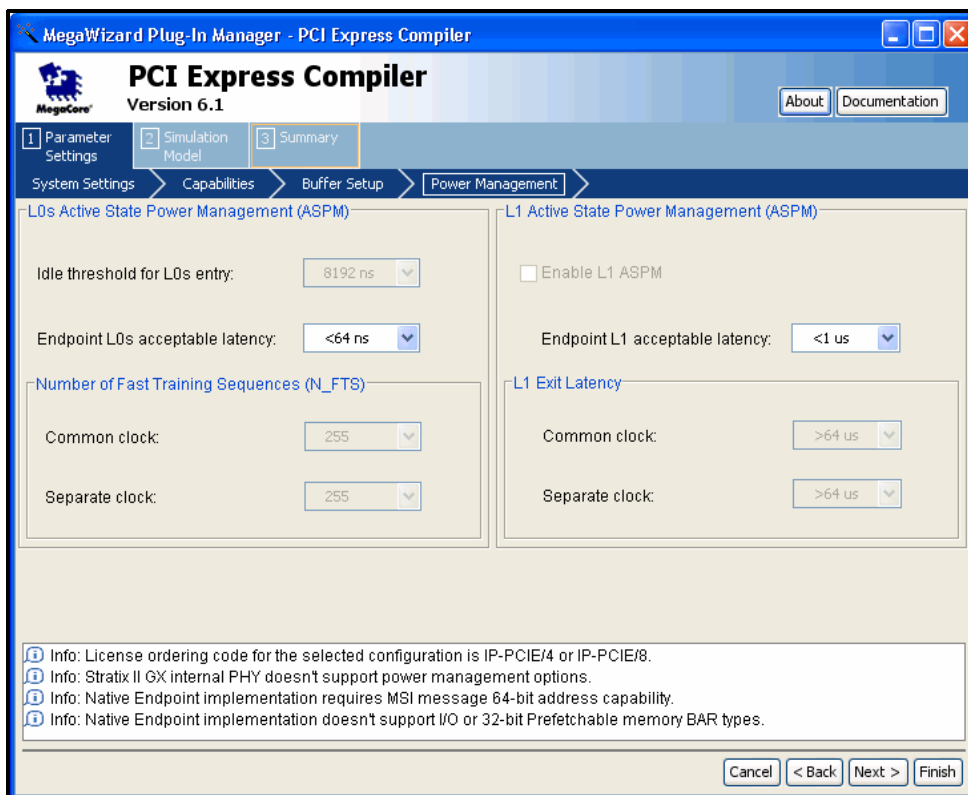 MegaWizard Plug-In Manager - PCI Express Compiler
MegaCore®
PCI Express Compiler
Version 6.1
About
Documentation
1 Parameter Settings
2 Simulation Model
3 Summary
System Settings
Capabilities
Buffer Setup
Power Management
L0s Active State Power Management (ASPM)
Idle threshold for L0s entry: 8192 ns
Endpoint L0s acceptable latency: <64 ns
Number of Fast Training Sequences (N_FTS)
Common clock: 255
Separate clock: 255
L1 Active State Power Management (ASPM)
Enable L1 ASPM
Endpoint L1 acceptable latency: <1 us
L1 Exit Latency
Common clock: >64 us
Separate clock: >64 us
Info: License ordering code for the selected configuration is IP-PCIE/4 or IP-PCIE/8.
Info: Stratix II GX internal PHY doesn't support power management options.
Info: Native Endpoint implementation requires MSI message 64-bit address capability.
Info: Native Endpoint implementation doesn't support I/O or 32-bit Prefetchable memory BAR types.
Cancel
< Back
Next >
Finish